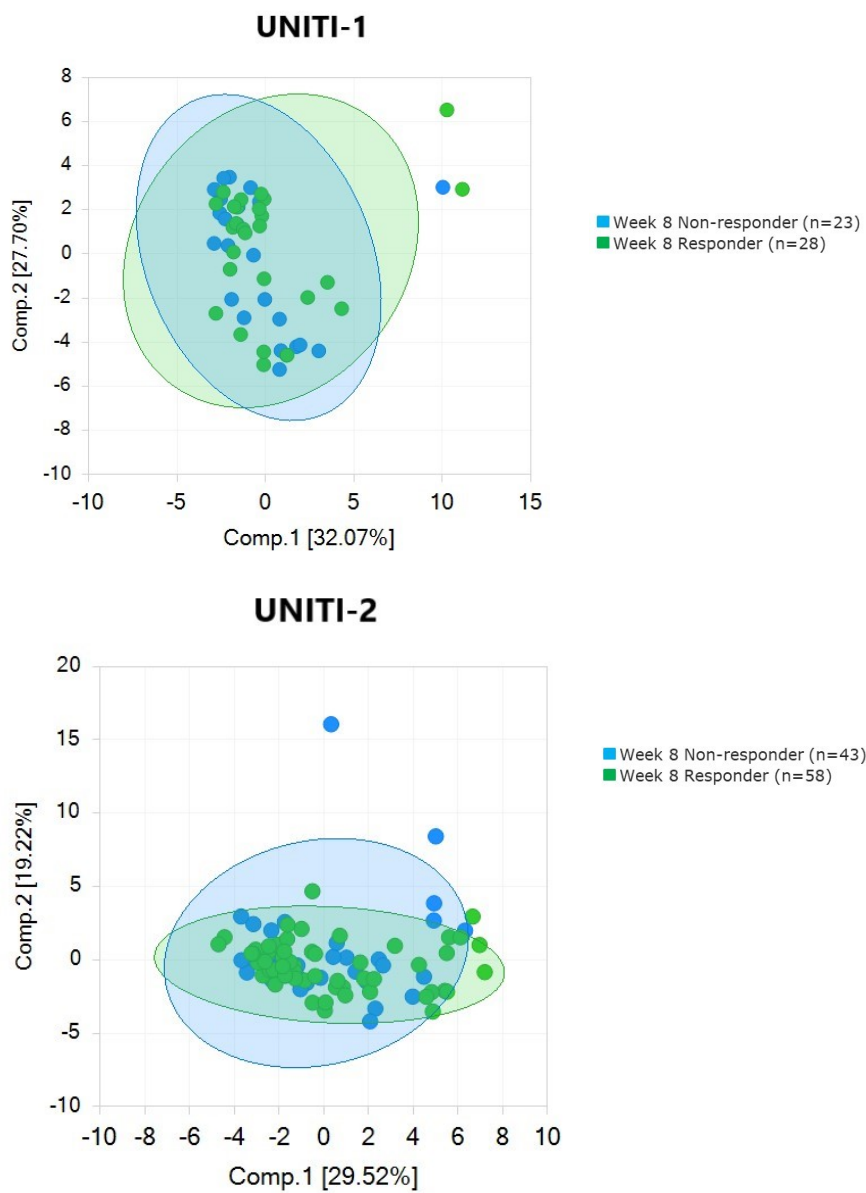 UNITI-1
8
6
4
2
0
-2
-4
-6
-8
-10
Comp.2 [27.70%]
-10 -5 0 5 10 15
Comp.1 [32.07%]
Week 8 Non-responder (n=23)
Week 8 Responder (n=28)
UNITI-2
20
15
10
5
0
-5
-10
Comp.2 [19.22%]
-10 -8 -6 -4 -2 0 2 4 6 8 10
Comp.1 [29.52%]
Week 8 Non-responder (n=43)
Week 8 Responder (n=58)